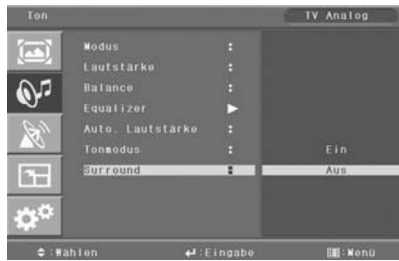 Ton TV Analog
Modus :
Lautstärke :
Balance :
Equalizer ▶
Auto. Lautstärke :
Tonmodus : Ein
Surround : Aus
:Wählen :Eingabe :Menü